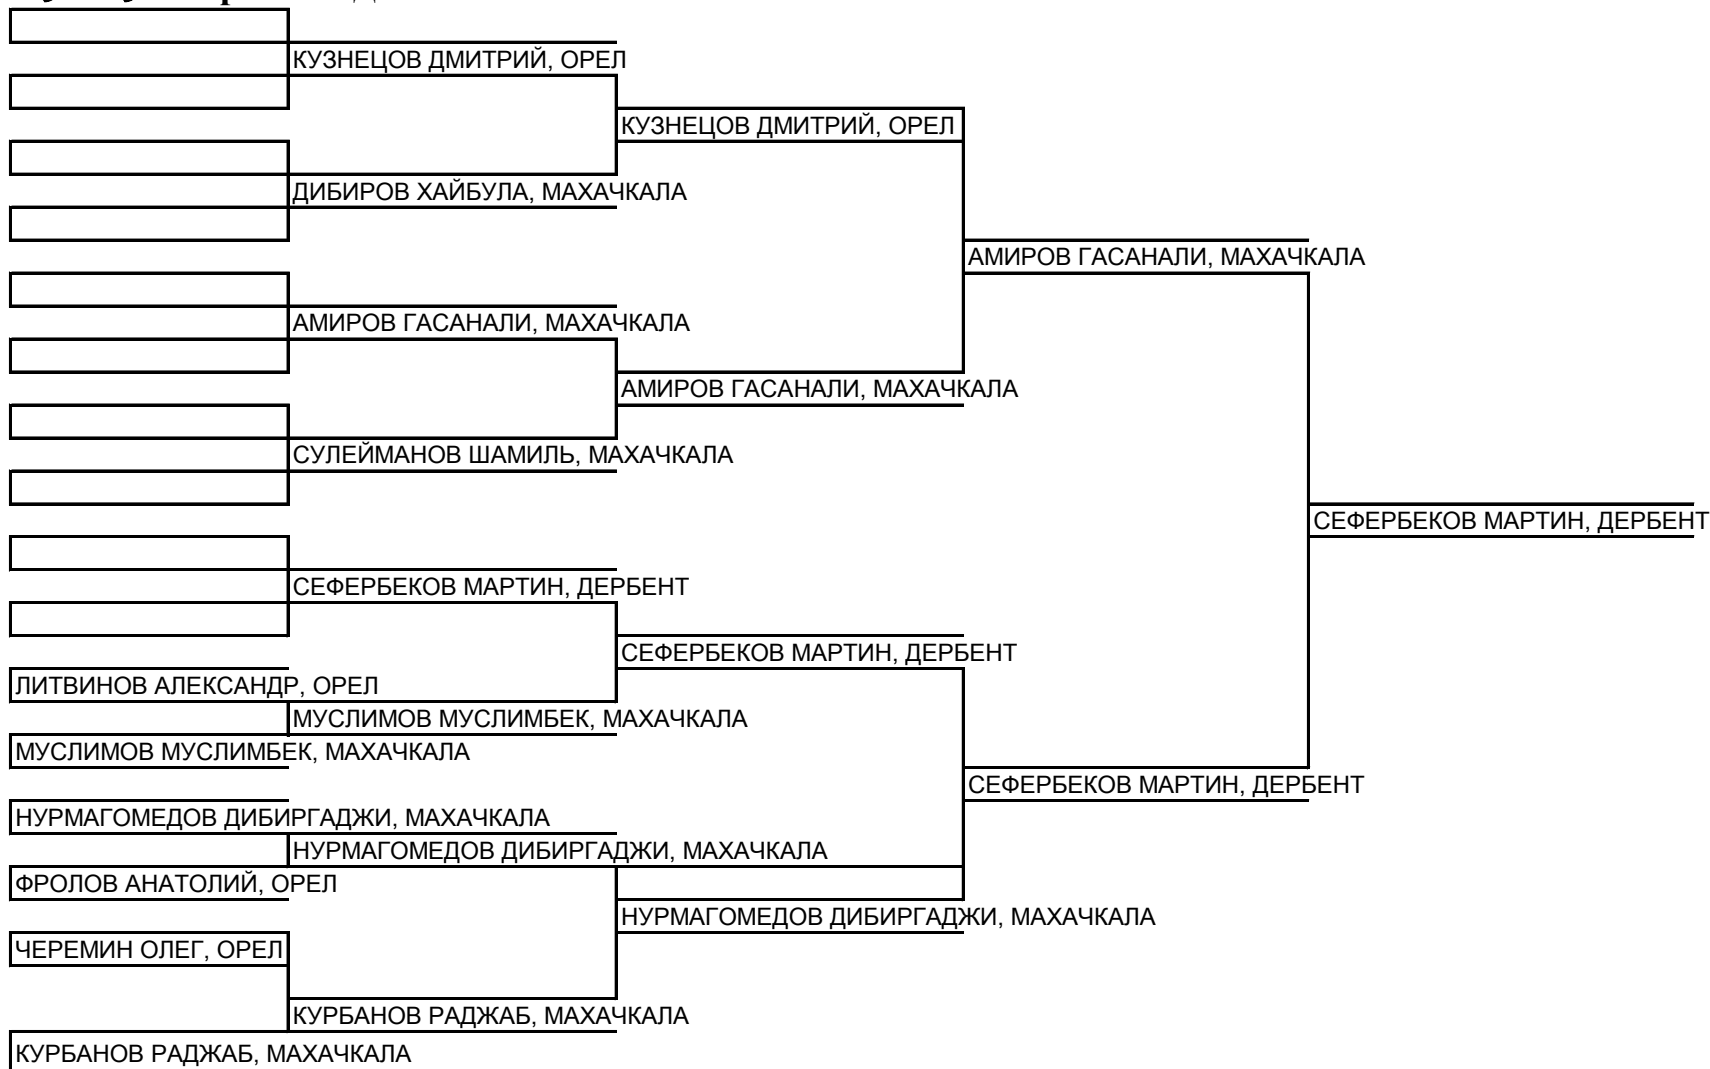 КУЗНЕЦОВ ДМИТРИЙ, ОРЕЛ
КУЗНЕЦОВ ДМИТРИЙ, ОРЕЛ
ДИБИРОВ ХАЙБУЛА, МАХАЧКАЛА
АМИРОВ ГАСАНАЛИ, МАХАЧКАЛА
АМИРОВ ГАСАНАЛИ, МАХАЧКАЛА
АМИРОВ ГАСАНАЛИ, МАХАЧКАЛА
СУЛЕЙМАНОВ ШАМИЛЬ, МАХАЧКАЛА
СЕФЕРБЕКОВ МАРТИН, ДЕРБЕНТ
СЕФЕРБЕКОВ МАРТИН, ДЕРБЕНТ
СЕФЕРБЕКОВ МАРТИН, ДЕРБЕНТ
ЛИТВИНОВ АЛЕКСАНДР, ОРЕЛ
МУСЛИМОВ МУСЛИМБЕК, МАХАЧКАЛА
МУСЛИМОВ МУСЛИМБЕК, МАХАЧКАЛА
СЕФЕРБЕКОВ МАРТИН, ДЕРБЕНТ
НУРМАГОМЕДОВ ДИБИРГАДЖИ, МАХАЧКАЛА
НУРМАГОМЕДОВ ДИБИРГАДЖИ, МАХАЧКАЛА
ФРОЛОВ АНАТОЛИЙ, ОРЕЛ
НУРМАГОМЕДОВ ДИБИРГАДЖИ, МАХАЧКАЛА
ЧЕРЕМИН ОЛЕГ, ОРЕЛ
КУРБАНОВ РАДЖАБ, МАХАЧКАЛА
КУРБАНОВ РАДЖАБ, МАХАЧКАЛА